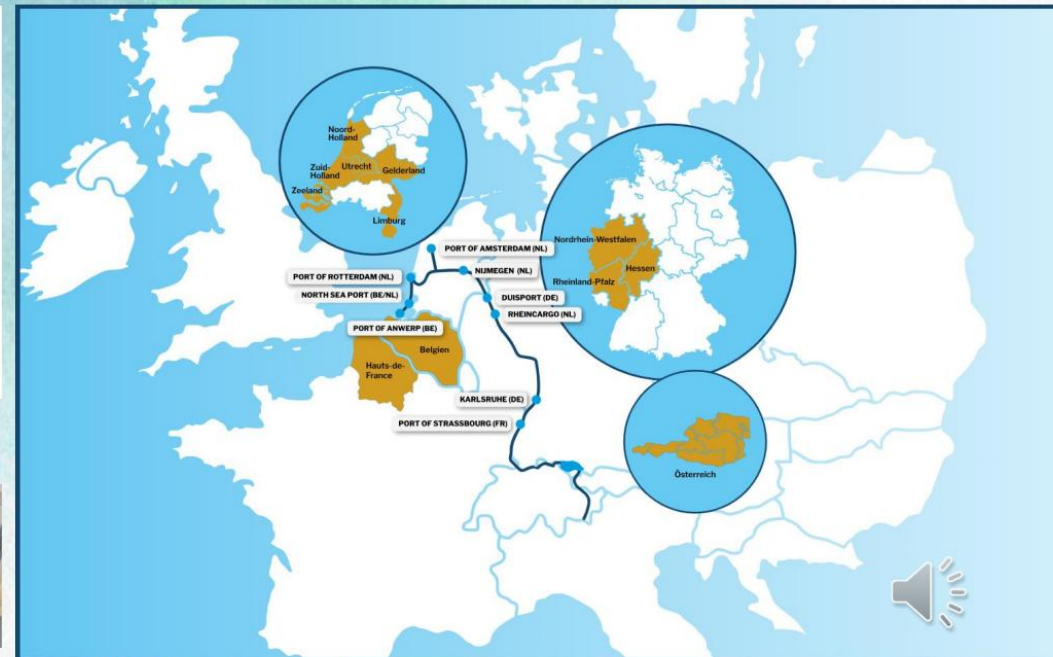 Noord-
Holland
Zuid-
Holland
Utrecht
Gelderland
Zeeland
Limburg
Nordrhein-Westfalen
Hessen
Rheinland-Pfalz
PORT OF AMSTERDAM (NL)
PORT OF ROTTERDAM (NL)
NIJMEGEN (NL)
NORTH SEA PORT (BE/NL)
DUISPORT (DE)
RHEINCARGO (NL)
PORT OF ANWERP (BE)
Belgien
Hauts-de-
France
KARLSRUHE (DE)
PORT OF STRASSBOURG (FR)
Österreich